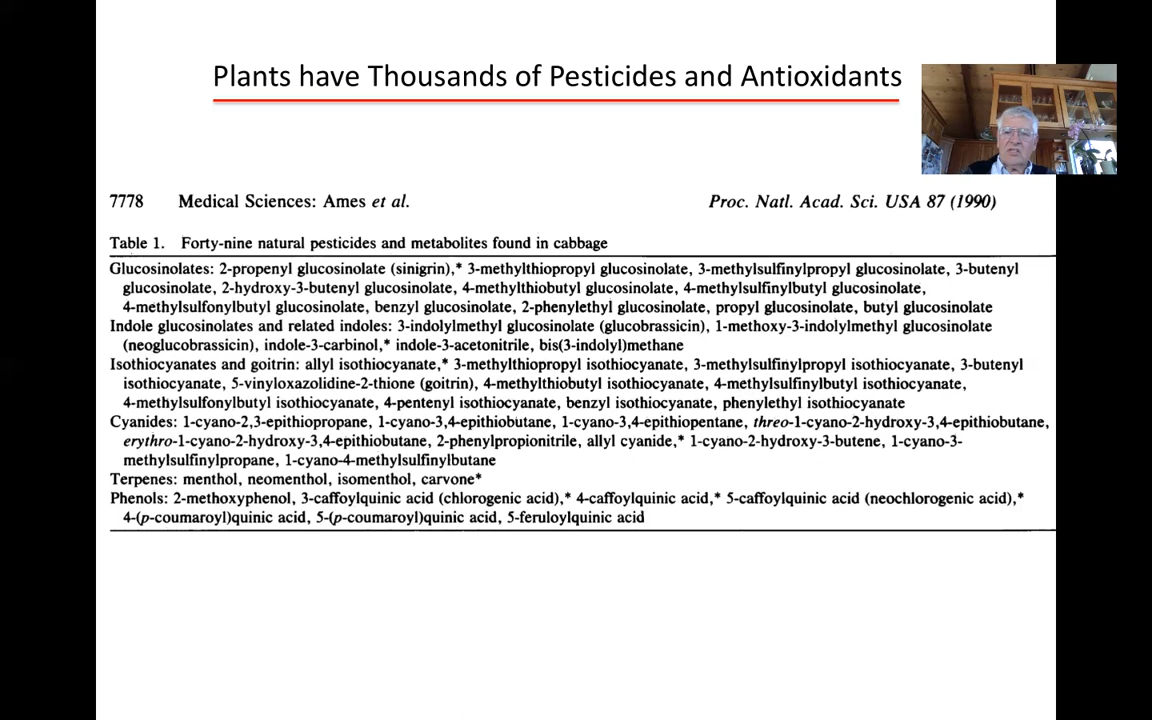 Plants have Thousands of Pesticides and Antioxidants
7778 Medical Sciences: Ames et al. Proc. Natl. Acad. Sci. USA 87 (1990)
Table 1. Forty-nine natural pesticides and metabolites found in cabbage
Glucosinolates: 2-propenyl glucosinolate (sinigrin),* 3-methylthiopropyl glucosinolate, 3-methylsulfinylpropyl glucosinolate, 3-butenyl
glucosinolate, 2-hydroxy-3-butenyl glucosinolate, 4-methylthiobutyl glucosinolate, 4-methylsulfinylbutyl glucosinolate,
4-methylsulfonylbutyl glucosinolate, benzyl glucosinolate, 2-phenylethyl glucosinolate, propyl glucosinolate, butyl glucosinolate
Indole glucosinolates and related indoles: 3-indolylmethyl glucosinolate (glucobrassicin), 1-methoxy-3-indolylmethyl glucosinolate
(neoglucobrassicin), indole-3-carbinol,* indole-3-acetonitrile, bis(3-indolyl)methane
Isothiocyanates and goitrin: allyl isothiocyanate,* 3-methylthiopropyl isothiocyanate, 3-methylsulfinylpropyl isothiocyanate, 3-butenyl
isothiocyanate, 5-vinyloxazolidine-2-thione (goitrin), 4-methylthiobutyl isothiocyanate, 4-methylsulfinylbutyl isothiocyanate,
4-methylsulfonylbutyl isothiocyanate, 4-pentenyl isothiocyanate, benzyl isothiocyanate, phenylethyl isothiocyanate
Cyanides: 1-cyano-2,3-epithiopropane, 1-cyano-3,4-epithiobutane, 1-cyano-3,4-epithiopentane, threo-1-cyano-2-hydroxy-3,4-epithiobutane,
erythro-1-cyano-2-hydroxy-3,4-epithiobutane, 2-phenylpropionitrile, allyl cyanide,* 1-cyano-2-hydroxy-3-butene, 1-cyano-3-
methylsulfinylpropane, 1-cyano-4-methylsulfinylbutane
Terpenes: menthol, neomenthol, isomenthol, carvone*
Phenols: 2-methoxyphenol, 3-caffoylquinic acid (chlorogenic acid),* 4-caffoylquinic acid,* 5-caffoylquinic acid (neochlorogenic acid),*
4-(p-coumaroyl)quinic acid, 5-(p-coumaroyl)quinic acid, 5-feruloylquinic acid